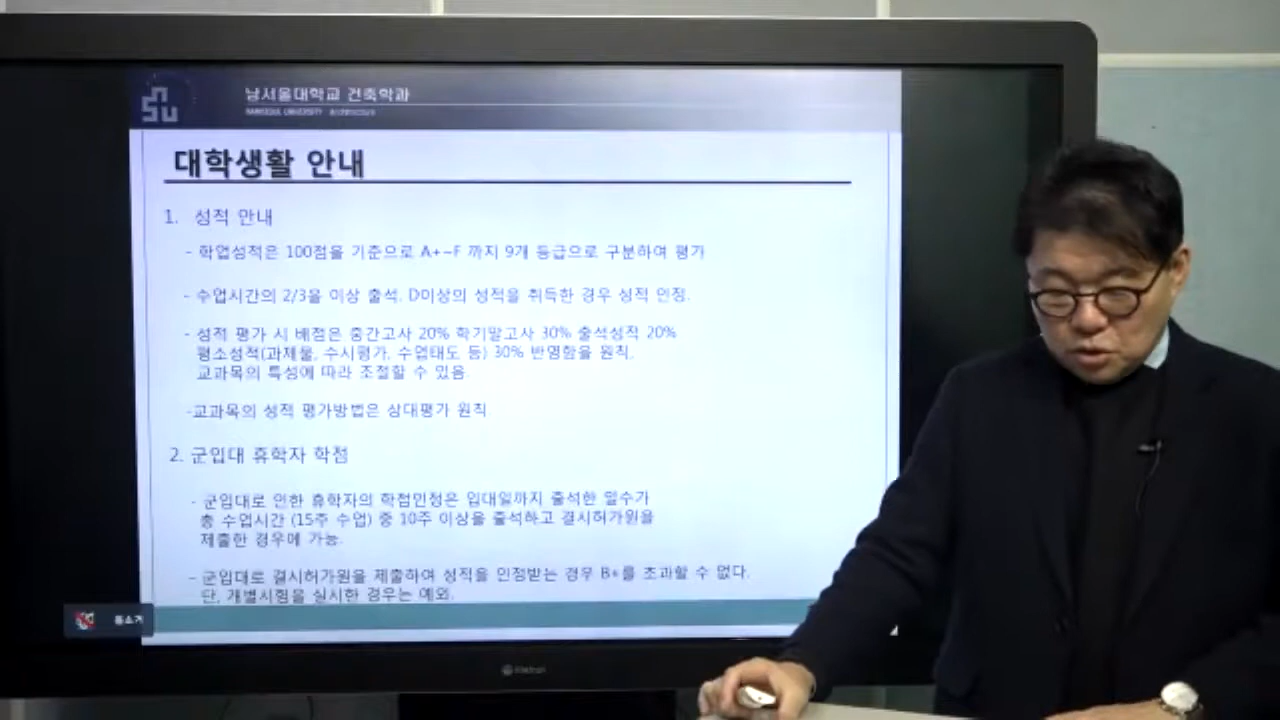 nsu
남서울대학교 건축학과
NAMSEOUL UNIVERSITY
대학생활 안내
1. 성적 안내
- 학업성적은 100점을 기준으로 A+~F 까지 9개 등급으로 구분하여 평가
- 수업시간의 2/3을 이상 출석, D이상의 성적을 취득한 경우 성적 인정.
- 성적 평가 시 배점은 중간고사 20% 학기말고사 30% 출석성적 20%
평소성적(과제물, 수시평가, 수업태도 등) 30% 반영함을 원칙,
교과목의 특성에 따라 조절할 수 있음
-교과목의 성적 평가방법은 상대평가 원칙
2. 군입대 휴학자 학점
- 군입대로 인한 휴학자의 학점인정은 입대일까지 출석한 일수가
총 수업시간 (15주 수업) 중 10주 이상을 출석하고 결시허가원을
제출한 경우에 가능.
- 군입대로 결시허가원을 제출하여 성적을 인정받는 경우 B+를 초과할 수 없다.
단, 개별시험을 실시한 경우는 예외.
음소거